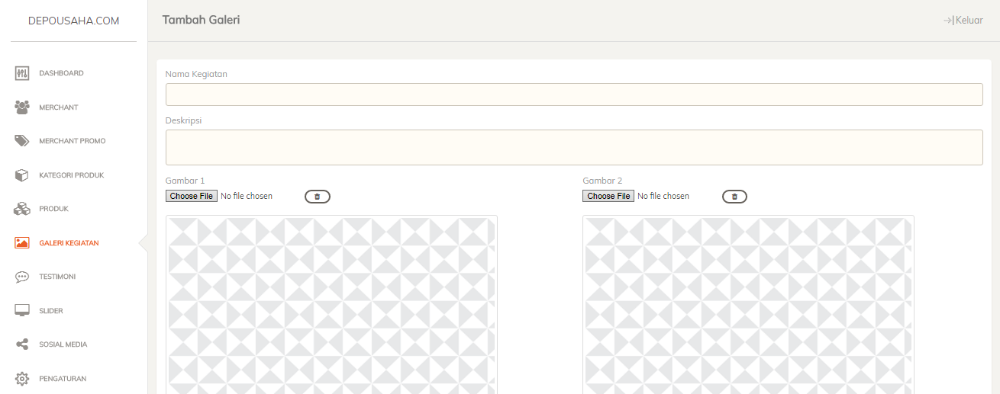 DEPOUSAHA.COM
Tambah Galeri
Keluar
DASHBOARD
MERCHANT
MERCHANT PROMO
KATEGORI PRODUK
PRODUK
GALERI KEGIATAN
TESTIMONI
SLIDER
SOSIAL MEDIA
PENGATURAN
Nama Kegiatan
Deskripsi
Gambar 1
Choose File No file chosen
Gambar 2
Choose File No file chosen